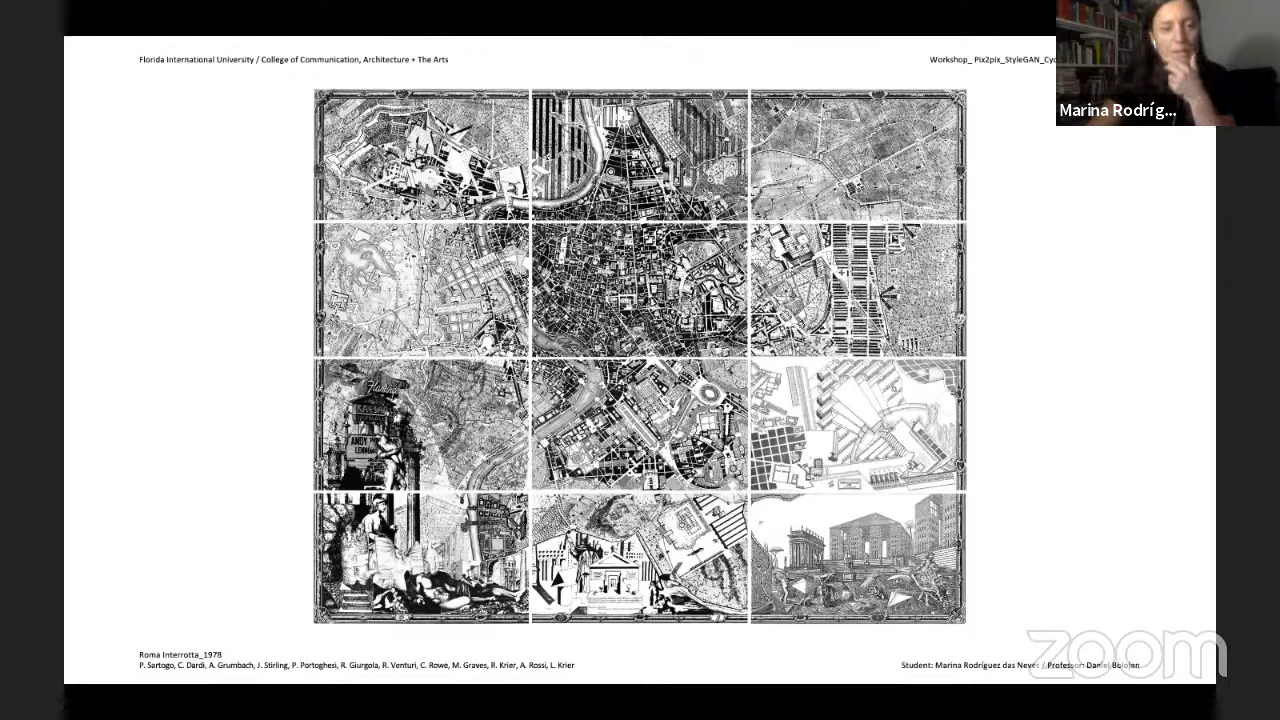 Florida International University / College of Communication, Architecture + The Arts
Workshop_ Pix2pix_StyleGAN_Cyc
Marina Rodríg...
Roma Interrotta_1978
P. Sartogo, C. Dardi, A. Grumbach, J. Stirling, P. Portoghesi, R. Giurgola, R. Venturi, C. Rowe, M. Graves, R. Krier, A. Rossi, L. Krier
Student: Marina Rodríguez das Neves / Professor: Daniel Bolojan
zoom